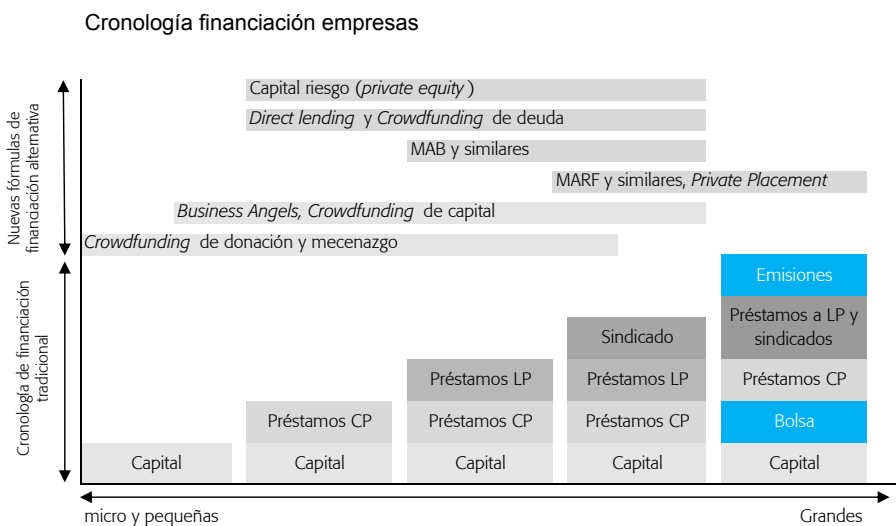 Cronología financiación empresas
Nuevas fórmulas de
financiación alternativa
Capital riesgo (private equity )
Direct lending y Crowdfunding de deuda
MAB y similares
MARF y similares, Private Placement
Business Angels, Crowdfunding de capital
Crowdfunding de donación y mecenazgo
Cronología de financiación
tradicional
Emisiones
Préstamos a LP y
sindicados
Sindicado
Préstamos LP
Préstamos LP
Préstamos CP
Préstamos CP
Préstamos CP
Préstamos CP
Bolsa
Capital
Capital
Capital
Capital
Capital
micro y pequeñas
Grandes